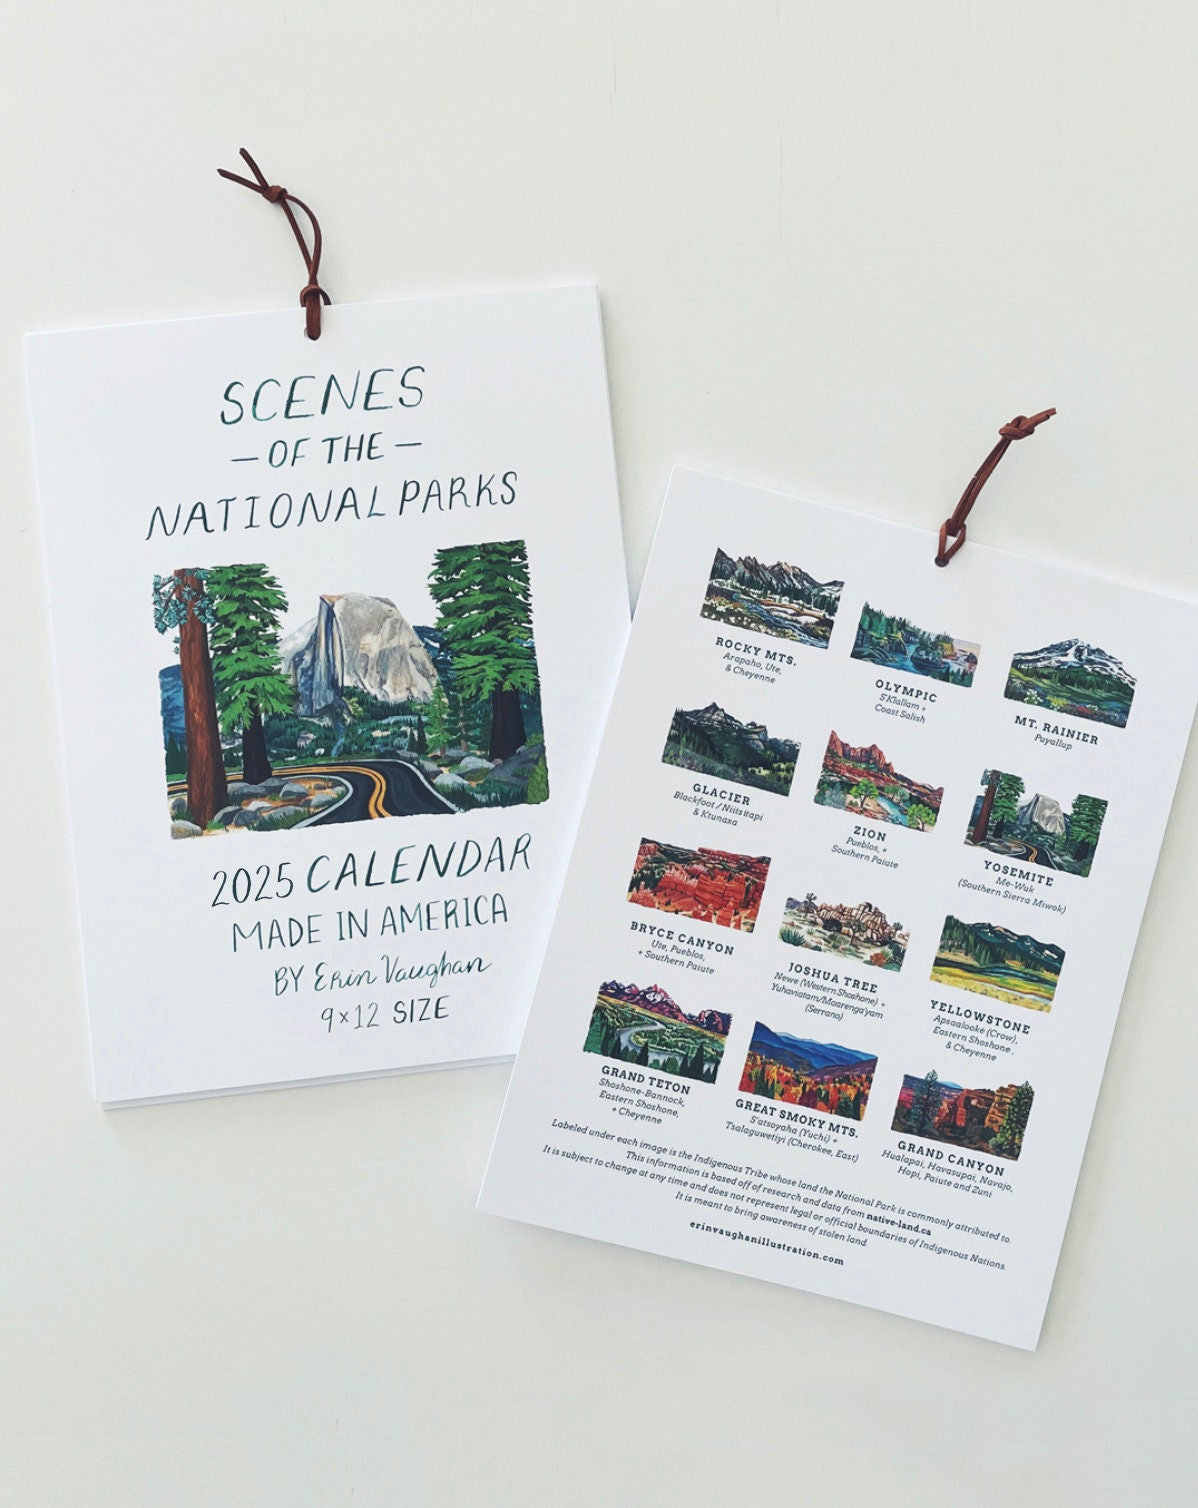 SCENES
— OF THE —
NATIONAL PARKS
2025 CALENDAR
MADE IN AMERICA
BY Erin Vaughan
9x12 SIZE
ROCKY MTS.
Arapaho, Ute,
& Cheyenne
OLYMPIC
S'Klallam +
Coast Salish
MT. RAINIER
Puyallup
GLACIER
Blackfoot / Niitsitapi
& Ktunaxa
ZION
Pueblos, +
Southern Paiute
YOSEMITE
Me-Wuk
(Southern Sierra Miwok)
BRYCE CANYON
Ute, Pueblos,
+ Southern Paiute
JOSHUA TREE
Newe (Western Shoshone) +
Yuhaviatam/Maarenga'yam
(Serrano)
YELLOWSTONE
Apsaalooké (Crow),
Eastern Shoshone,
& Cheyenne
GRAND TETON
Shoshone-Bannock,
Eastern Shoshone,
+ Cheyenne
GREAT SMOKY MTS.
S'atsoyaha (Yuchi) +
Tsalaguwetiyi (Cherokee, East)
GRAND CANYON
Hualapai, Havasupai, Navajo,
Hopi, Paiute and Zuni
Labeled under each image is the Indigenous Tribe whose land the National Park is commonly attributed to.
This information is based off of research and data from native-land.ca
It is subject to change at any time and does not represent legal or official boundaries of Indigenous Nations.
It is meant to bring awareness of stolen land.
erinvaughanillustration.com